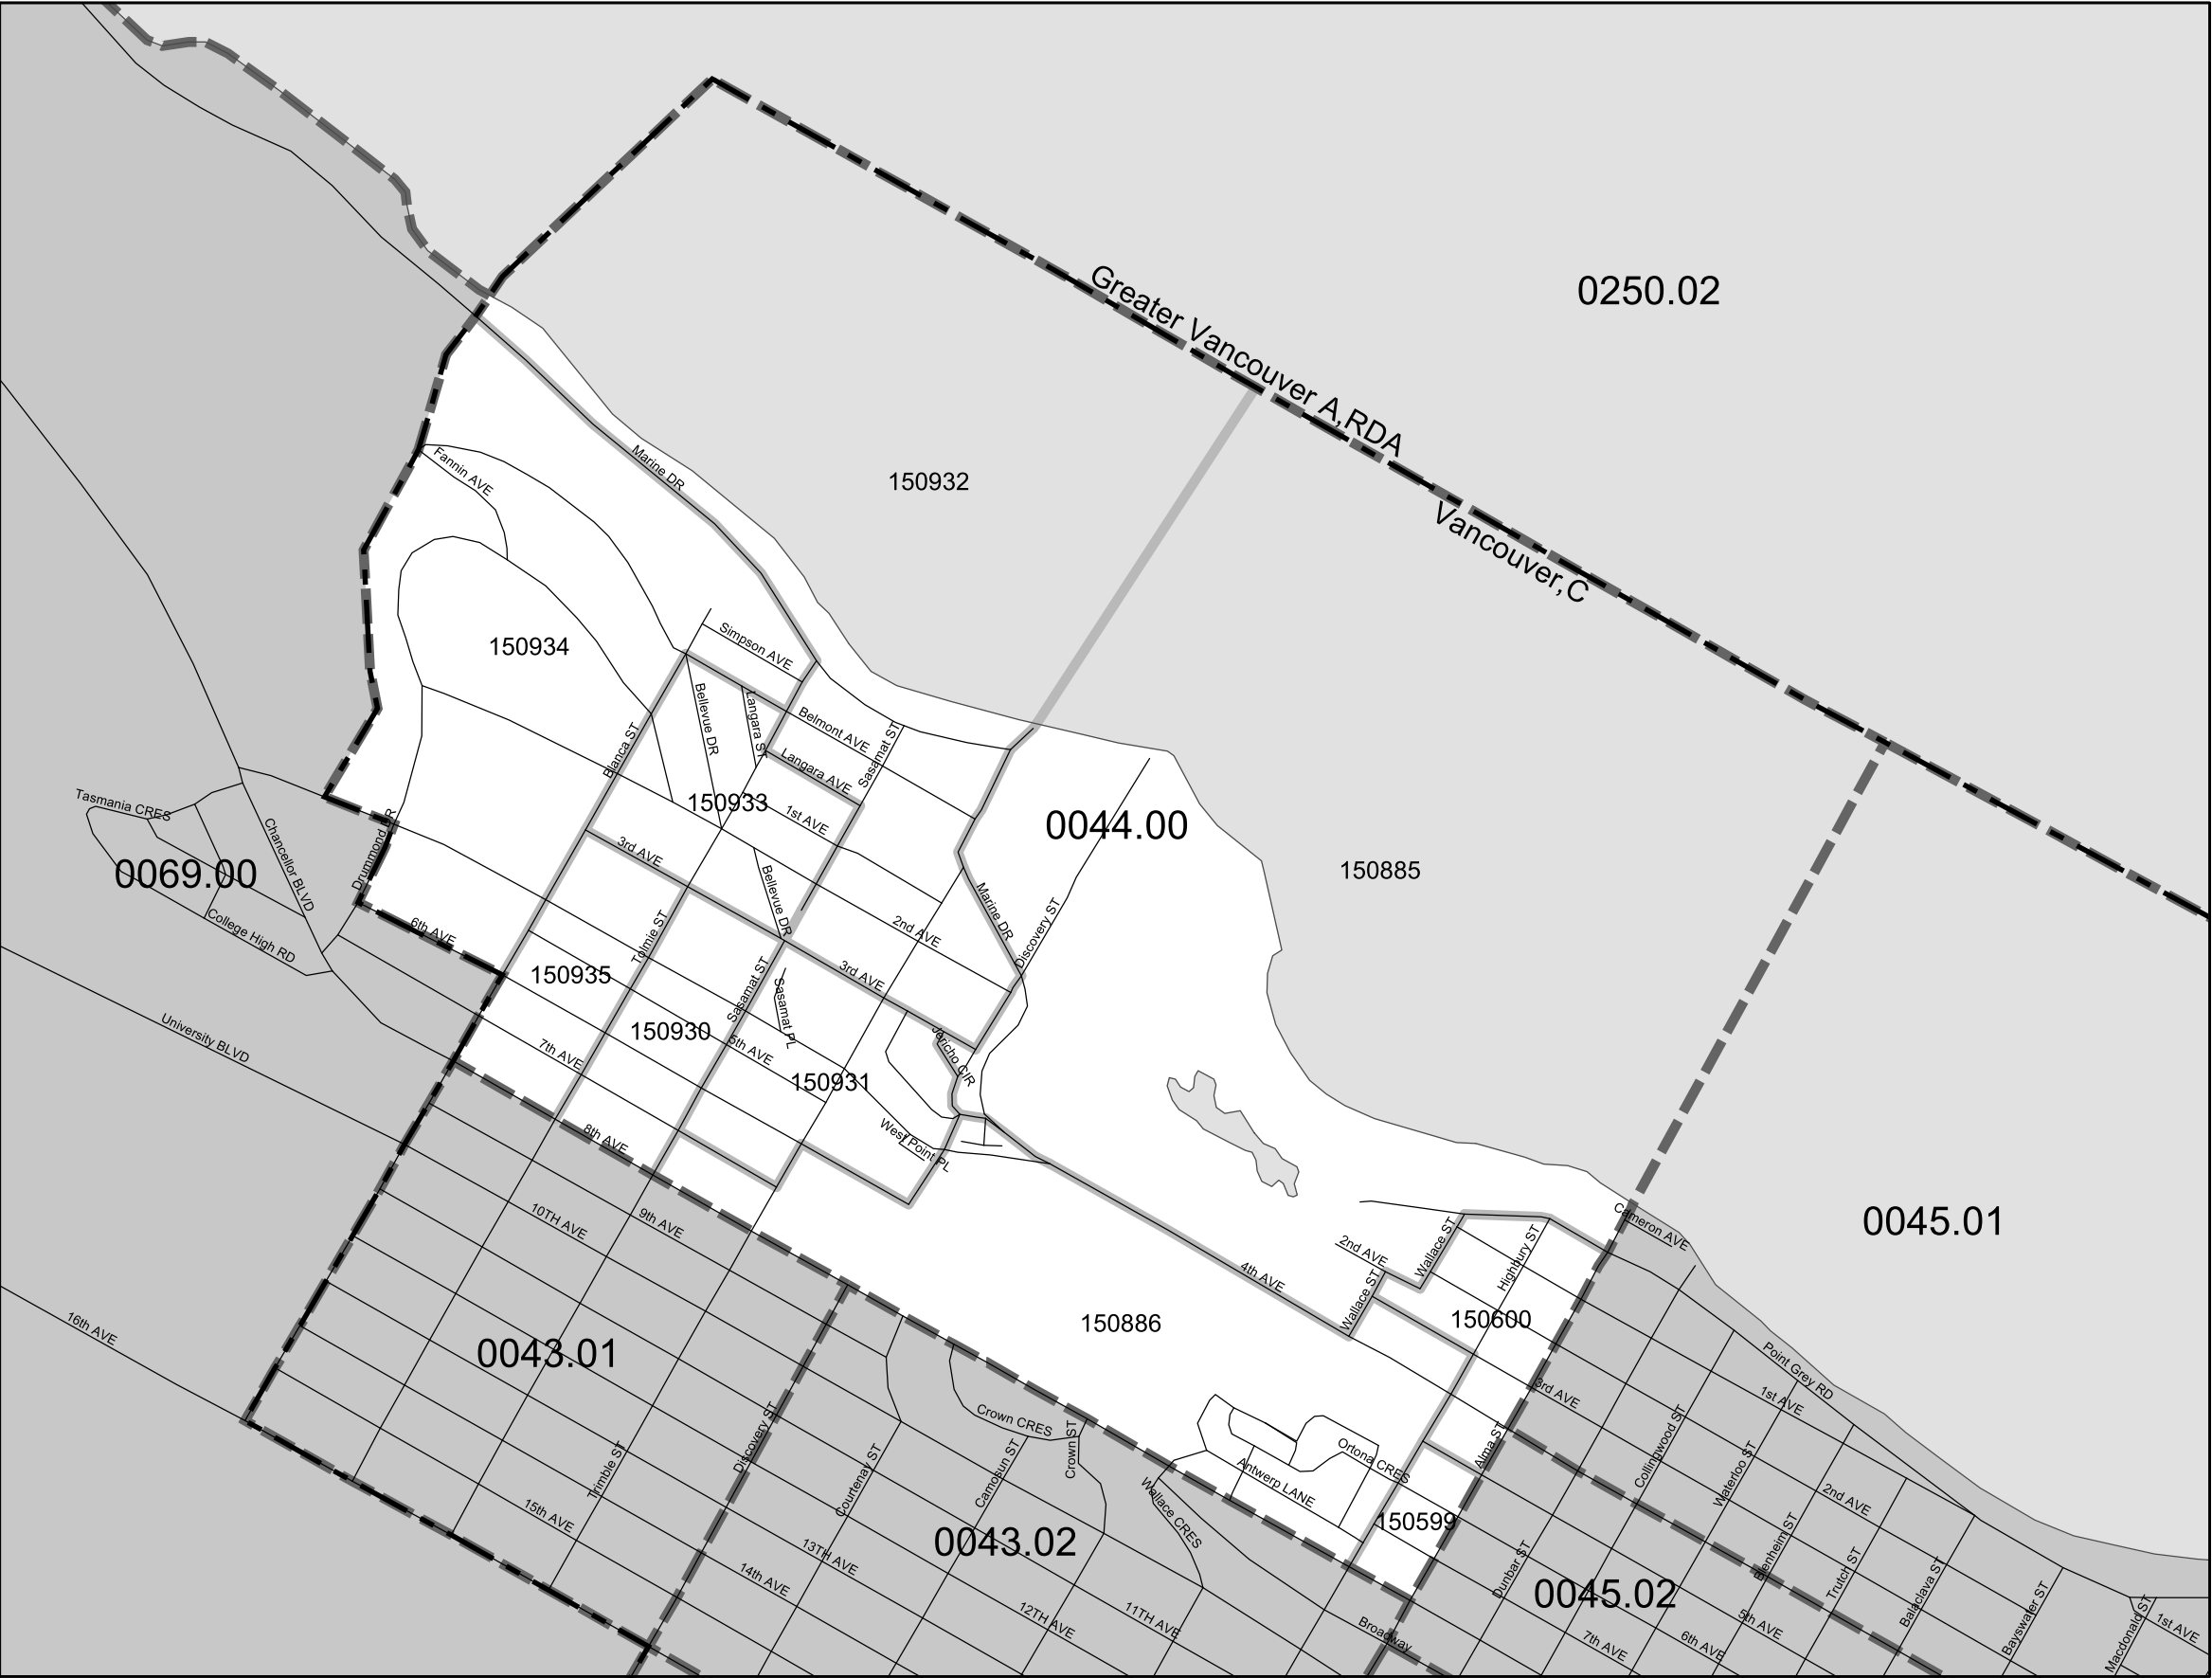 0250.02
Greater Vancouver A,RDA
Vancouver,C
150932
Marine DR
Fannin AVE
150934
Simpson AVE
Bellevue DR
Langara ST
Belmont AVE
Sasamat ST
Blanca ST
Langara AVE
150933
1st AVE
0044.00
150885
Tasmania CRES
Chancellor BLVD
Drummond DR
0069.00
3rd AVE
Bellevue DR
Marine DR
Discovery ST
College High RD
6th AVE
Tolmie ST
2nd AVE
3rd AVE
150935
Sasamat ST
Sasamat PL
University BLVD
150930
7th AVE
5th AVE
Jericho CIR
150931
8th AVE
West Point PL
10TH AVE
9th AVE
0045.01
Cameron AVE
2nd AVE
Wallace ST
Highbury ST
4th AVE
Wallace ST
16th AVE
150886
150600
0043.01
Point Grey RD
3rd AVE
1st AVE
Crown CRES
Crown ST
Discovery ST
Ortona CRES
Alma ST
Collingwood ST
Waterloo ST
Trimble ST
Courtenay ST
Camosun ST
Antwerp LANE
2nd AVE
15th AVE
Wallace CRES
150599
0043.02
13TH AVE
14th AVE
Dunbar ST
0045.02
Blenheim ST
Trutch ST
Balaclava ST
Bayswater ST
Macdonald ST
12TH AVE
11TH AVE
Broadway
7th AVE
6th AVE
5th AVE
1st AVE